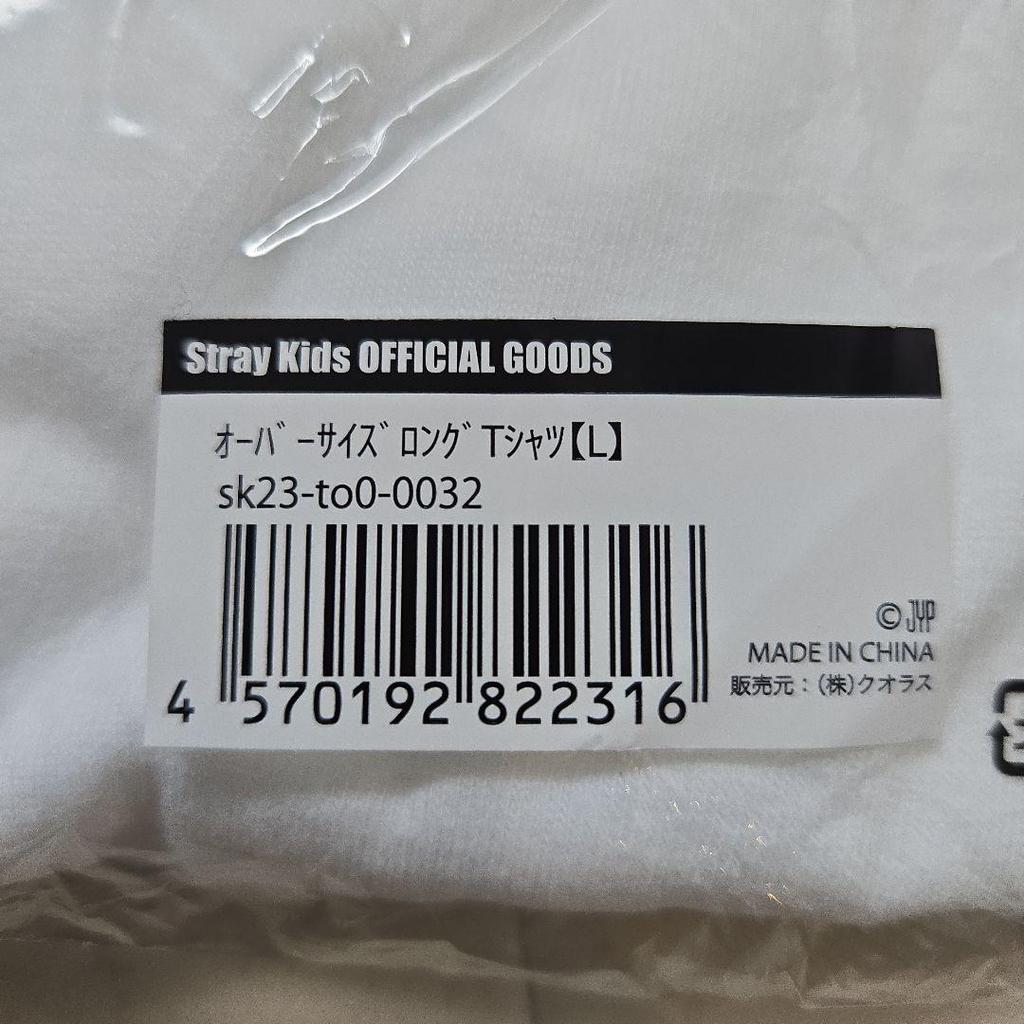 Stray Kids OFFICIAL GOODS
ｵｰﾊﾞｰｻｲｽﾞﾛﾝｸﾞTｼｬﾂ【L】
sk23-to0-0032
4 570192 822316
© JYP
MADE IN CHINA
販売元：(株)クオラス